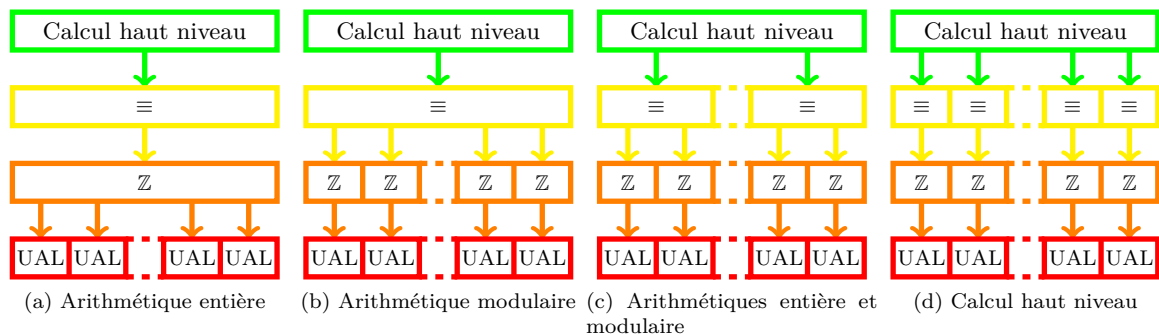 Calcul haut niveau Calcul haut niveau Calcul haut niveau Calcul haut niveau
≡ ≡ ≡ ≡ ≡ ≡ ≡ ≡
ℤ ℤ ℤ ℤ ℤ ℤ ℤ ℤ ℤ ℤ ℤ ℤ ℤ
UAL UAL UAL UAL UAL UAL UAL UAL UAL UAL UAL UAL UAL UAL UAL UAL
(a) Arithmétique entière (b) Arithmétique modulaire (c) Arithmétiques entière et (d) Calcul haut niveau
modulaire